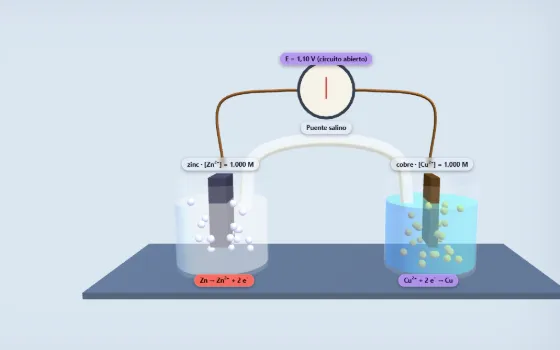 E = 1,10 V (circuito abierto)
Puente salino
zinc · [Zn²⁺] = 1,000 M
cobre · [Cu²⁺] = 1,000 M
Zn → Zn²⁺ + 2 e⁻
Cu²⁺ + 2 e⁻ → Cu